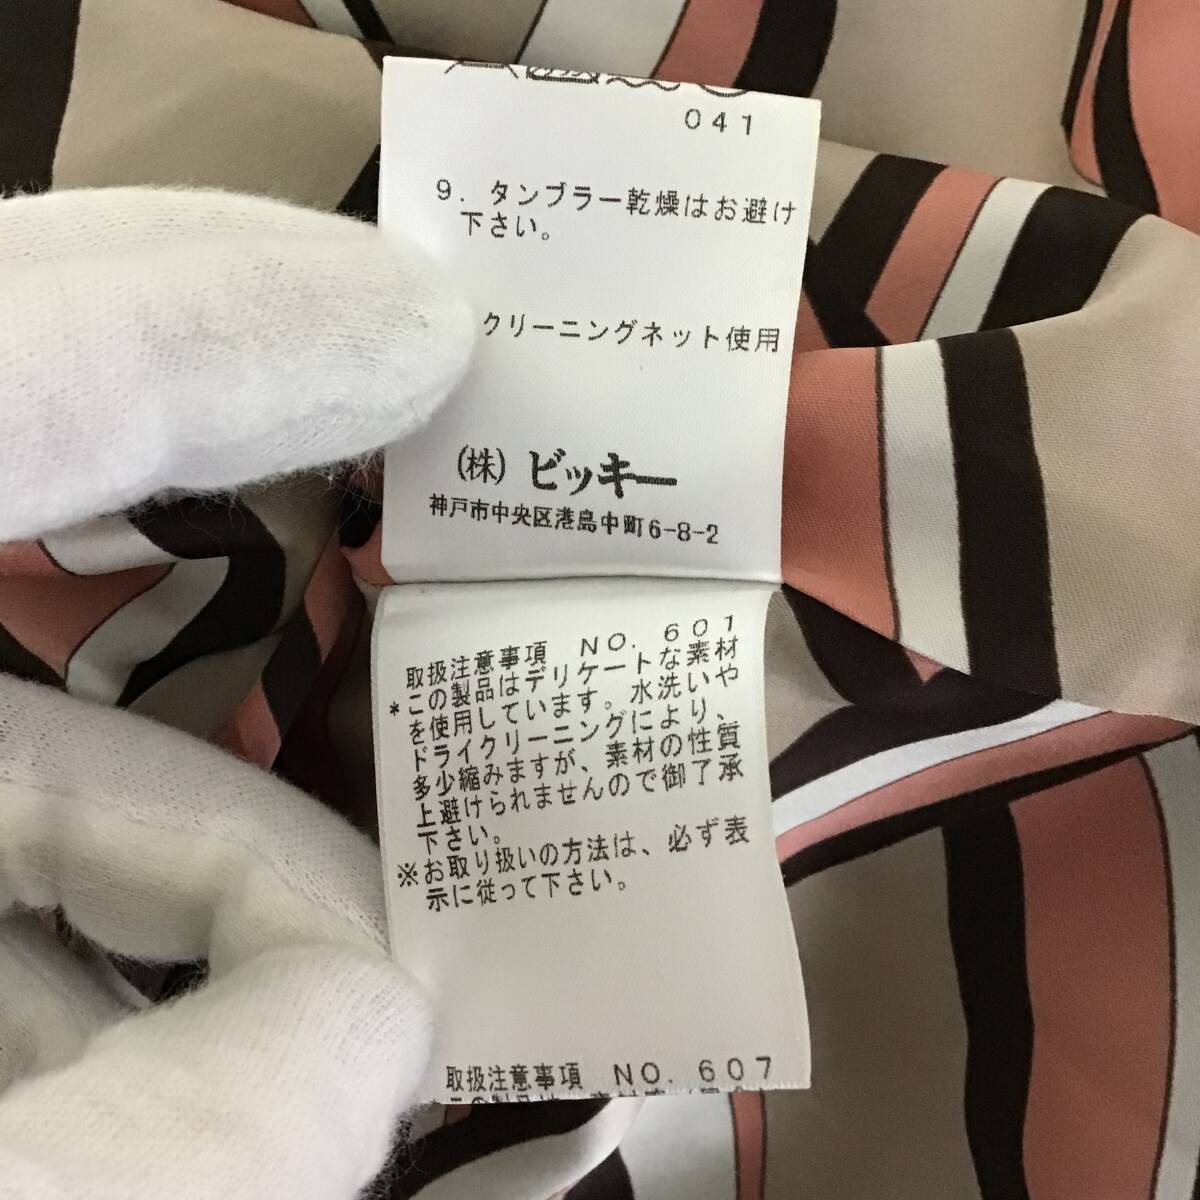 041
9. タンブラー乾燥はお避け
下さい。
クリーニングネット使用
(株) ビッキー
神戸市中央区港島中町6-8-2
取扱注意事項 NO. 601
*この製品はデリケートな素材
を使用しています。水洗いや
ドライクリーニングにより、
多少縮みますが、素材の性質
上避けられませんので御了承
下さい。
※お取り扱いの方法は、必ず表
示に従って下さい。
取扱注意事項 NO. 607